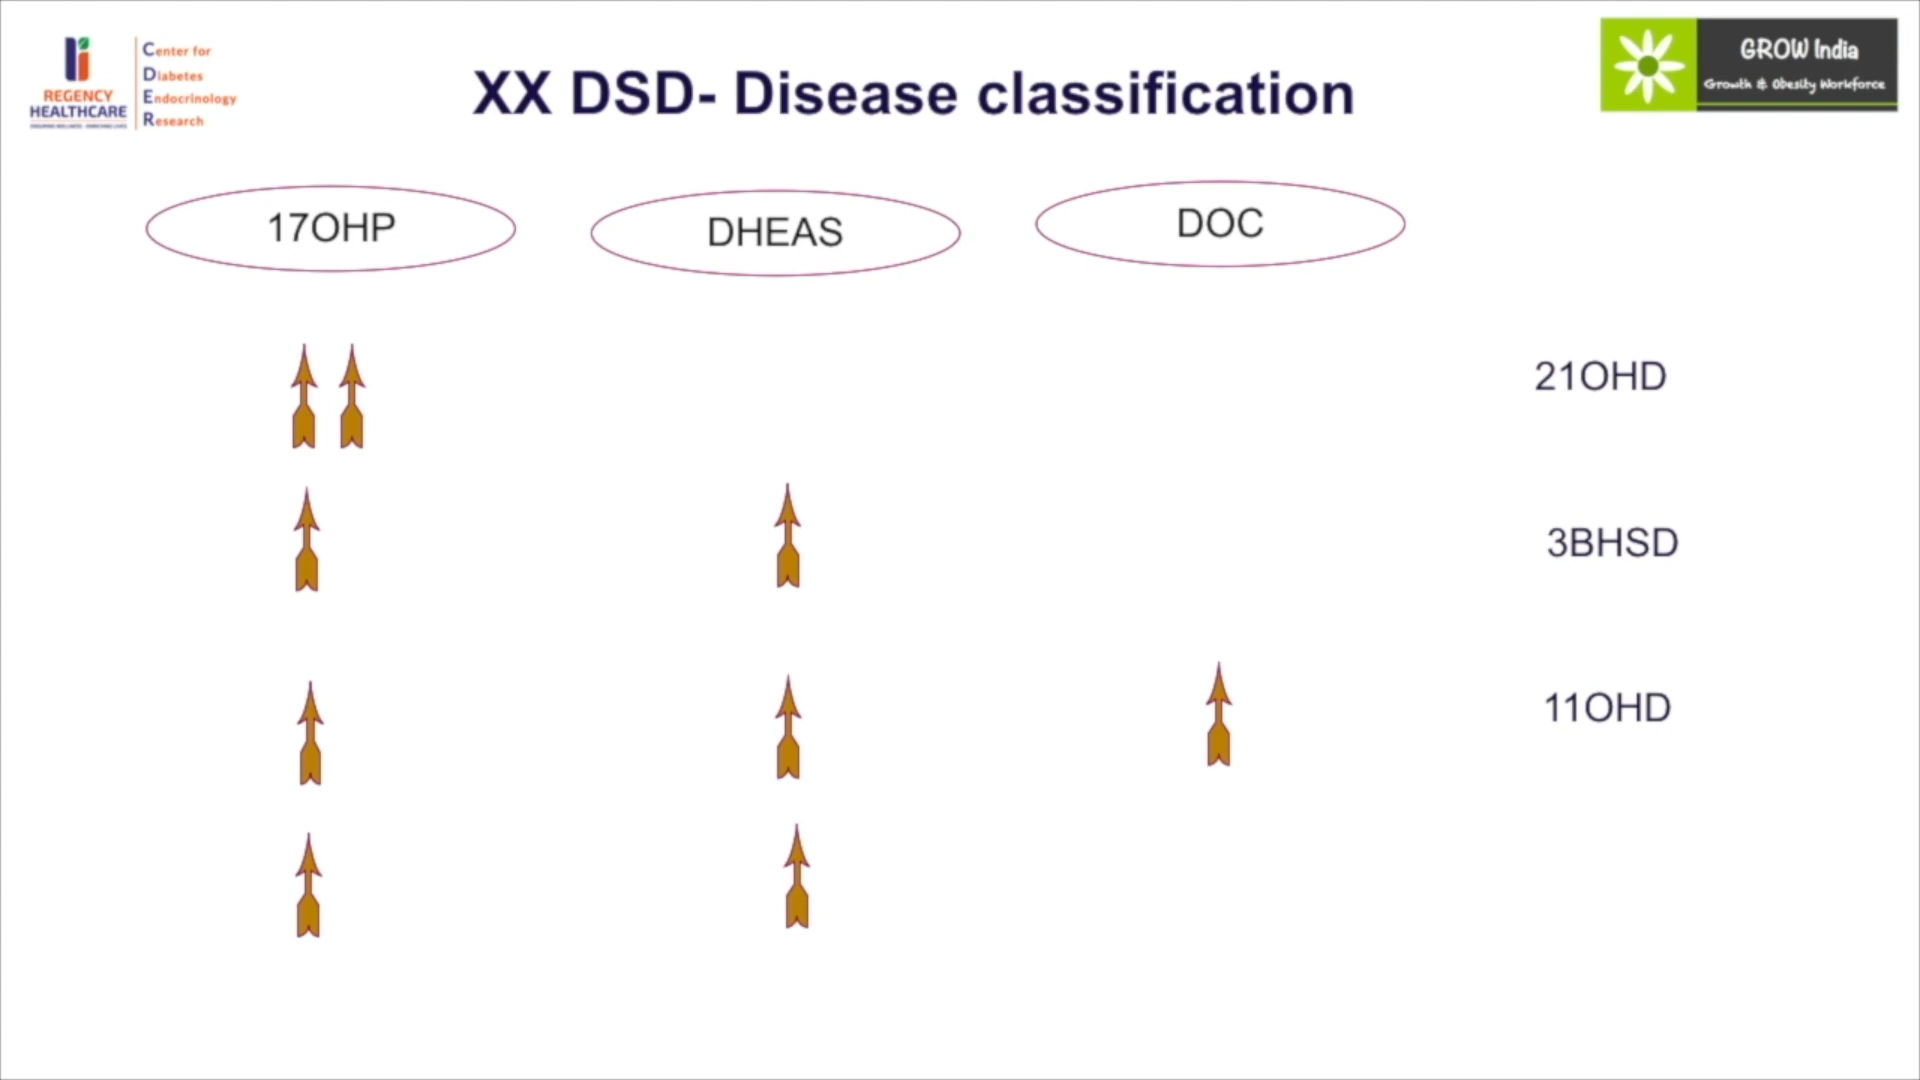 REGENCY
HEALTHCARE
Center for
Diabetes
Endocrinology
Research
XX DSD- Disease classification
GROW India
Growth & Obesity Workforce
17OHP
DHEAS
DOC
21OHD
3BHSD
11OHD